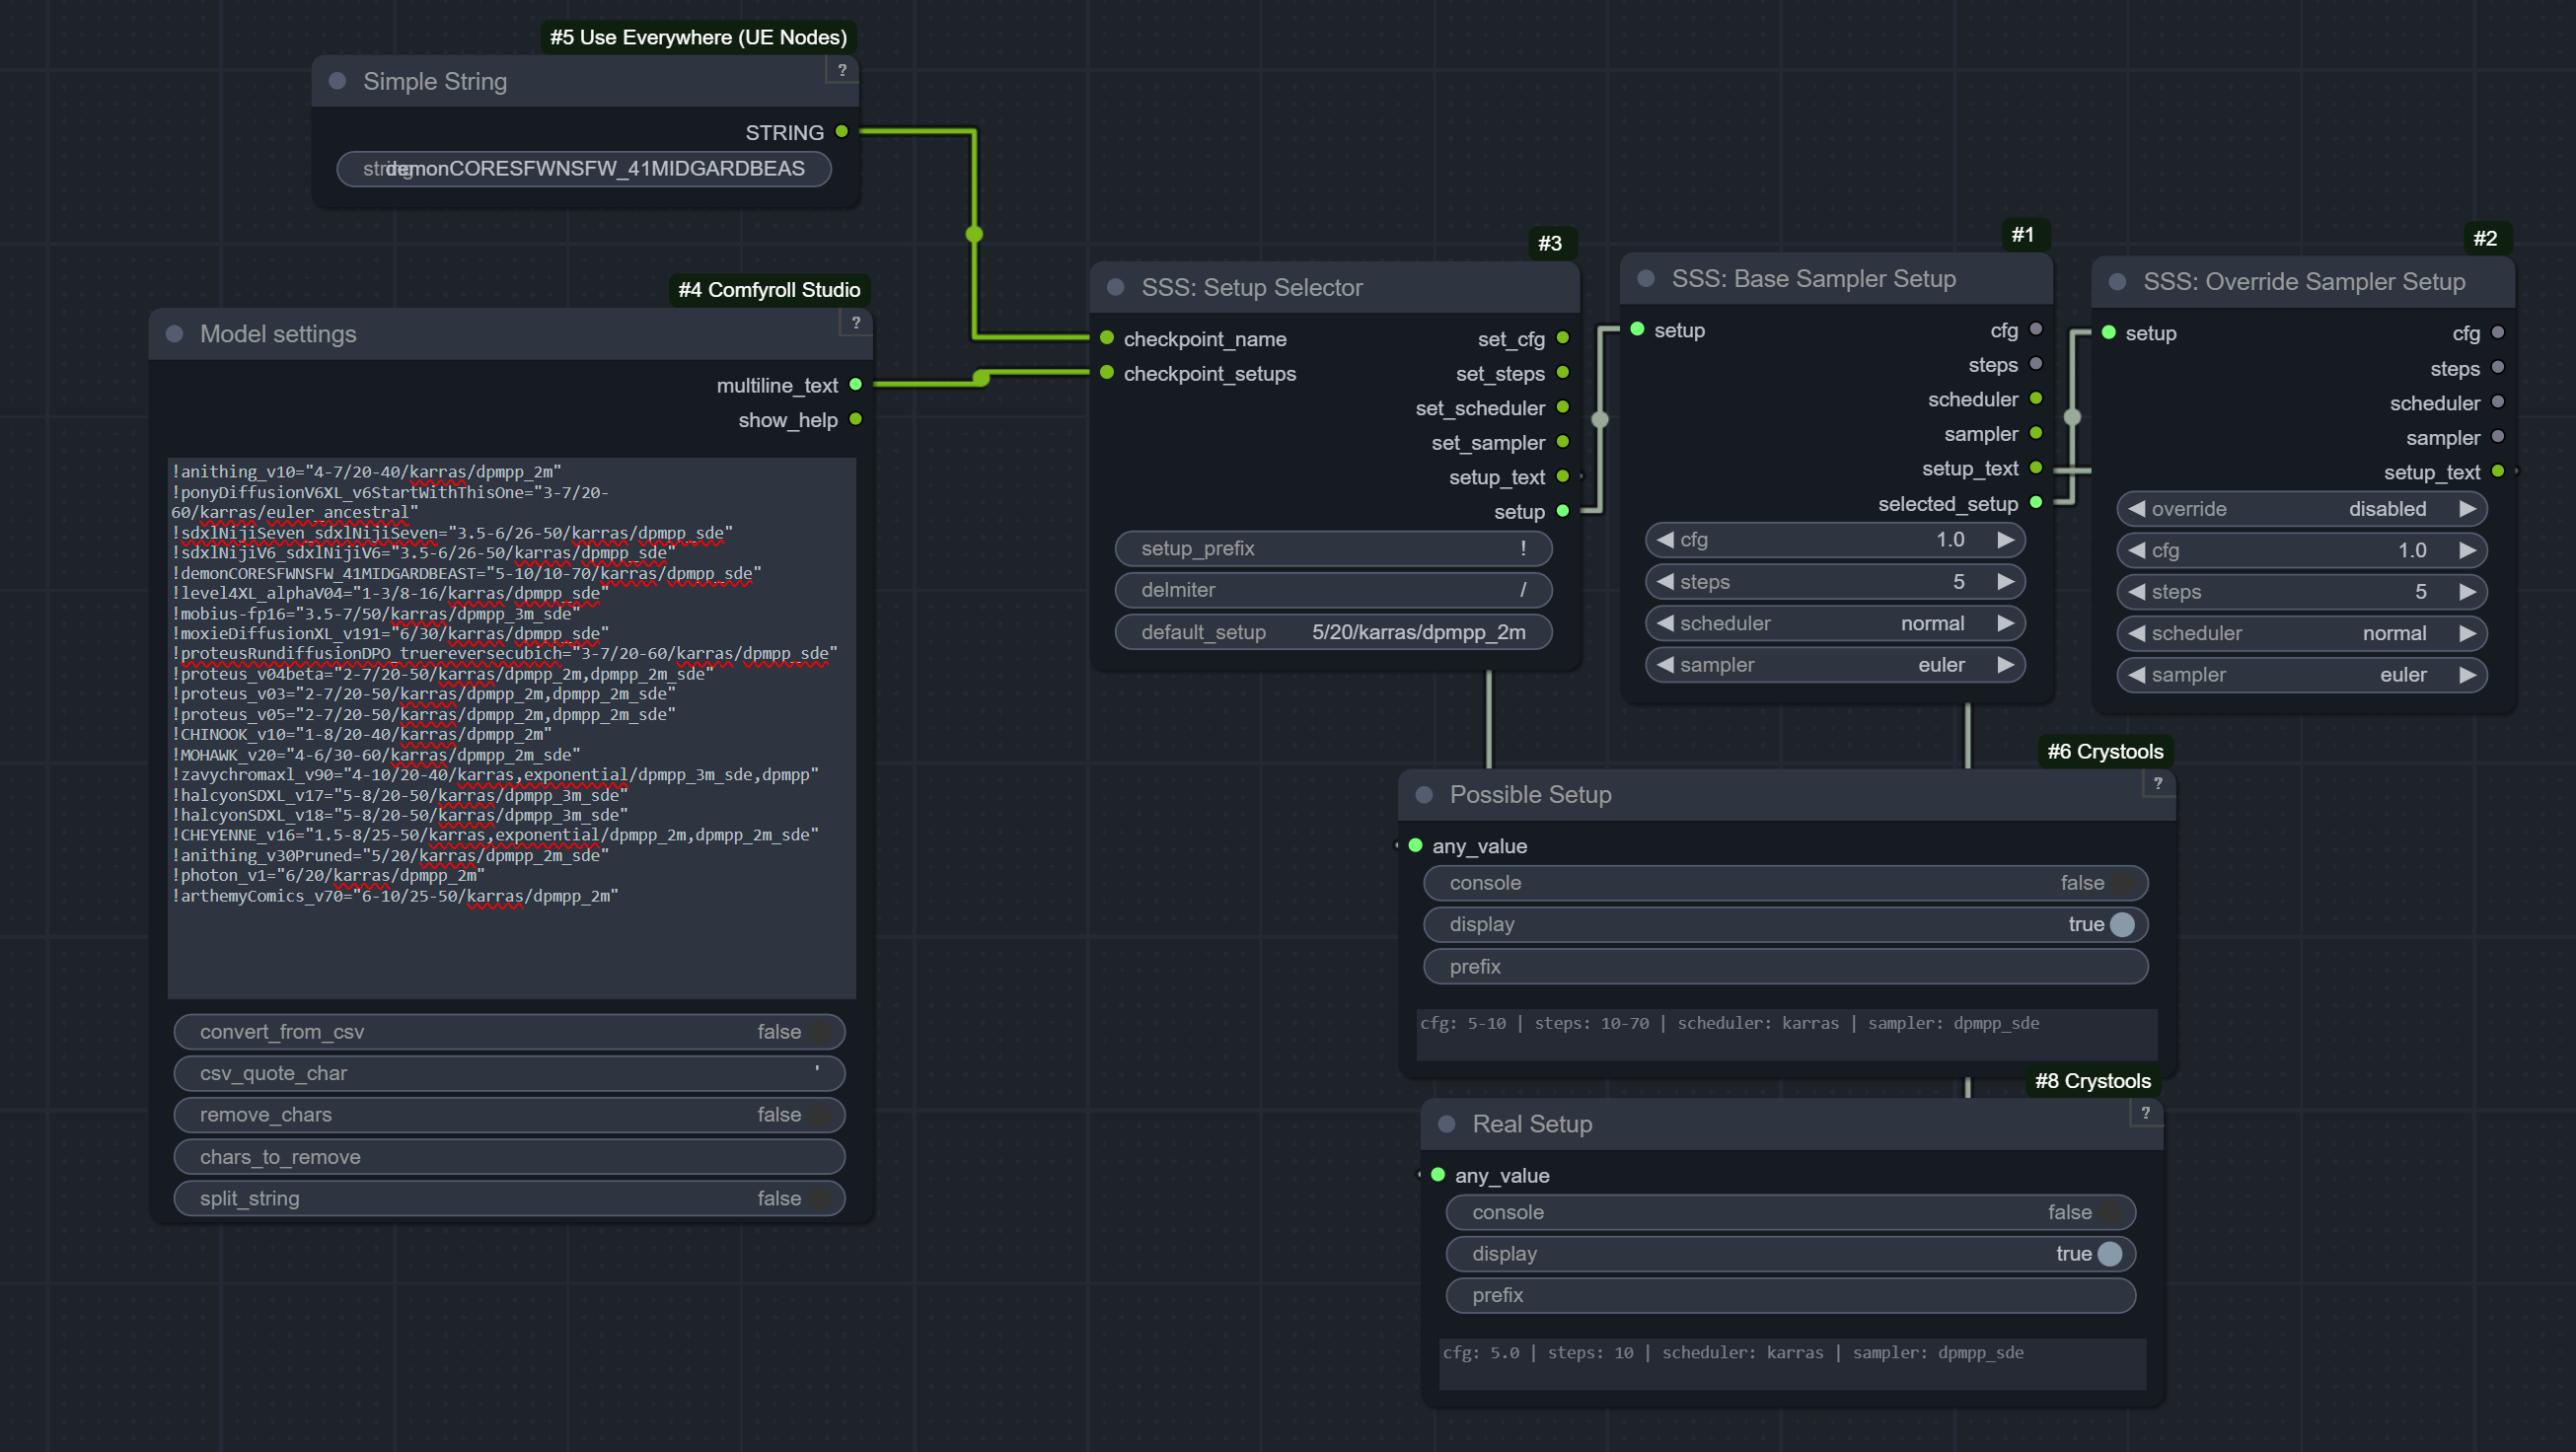 #5 Use Everywhere (UE Nodes)
Simple String
?
STRING
string demonCORESFWNSFW_41MIDGARDBEAS
#4 Comfyroll Studio
Model settings
?
multiline_text
show_help
!anithing_v10="4-7/20-40/karras/dpmpp_2m"
!ponyDiffusionV6XL_v6StartWithThisOne="3-7/20-
60/karras/euler_ancestral"
!sdxlNijiSeven_sdxlNijiSeven="3.5-6/26-50/karras/dpmpp_sde"
!sdxlNijiV6_sdxlNijiV6="3.5-6/26-50/karras/dpmpp_sde"
!demonCORESFWNSFW_41MIDGARDBEAST="5-10/10-70/karras/dpmpp_sde"
!level4XL_alphaV04="1-3/8-16/karras/dpmpp_sde"
!mobius-fp16="3.5-7/50/karras/dpmpp_3m_sde"
!moxieDiffusionXL_v191="6/30/karras/dpmpp_sde"
!proteusRundiffusionDPO_truereversecubich="3-7/20-60/karras/dpmpp_sde"
!proteus_v04beta="2-7/20-50/karras/dpmpp_2m,dpmpp_2m_sde"
!proteus_v03="2-7/20-50/karras/dpmpp_2m,dpmpp_2m_sde"
!proteus_v05="2-7/20-50/karras/dpmpp_2m,dpmpp_2m_sde"
!CHINOOK_v10="1-8/20-40/karras/dpmpp_2m"
!MOHAWK_v20="4-6/30-60/karras/dpmpp_2m_sde"
!zavychromaxl_v90="4-10/20-40/karras,exponential/dpmpp_3m_sde,dpmpp"
!halcyonSDXL_v17="5-8/20-50/karras/dpmpp_3m_sde"
!halcyonSDXL_v18="5-8/20-50/karras/dpmpp_3m_sde"
!CHEYENNE_v16="1.5-8/25-50/karras,exponential/dpmpp_2m,dpmpp_2m_sde"
!anithing_v30Pruned="5/20/karras/dpmpp_2m_sde"
!photon_v1="6/20/karras/dpmpp_2m"
!arthemyComics_v70="6-10/25-50/karras/dpmpp_2m"
convert_from_csv false
csv_quote_char '
remove_chars false
chars_to_remove
split_string false
#3
SSS: Setup Selector
checkpoint_name set_cfg
checkpoint_setups set_steps
set_scheduler
set_sampler
setup_text
setup
setup_prefix !
delmiter /
default_setup 5/20/karras/dpmpp_2m
#1
SSS: Base Sampler Setup
setup cfg
steps
scheduler
sampler
setup_text
selected_setup
cfg 1.0
steps 5
scheduler normal
sampler euler
#2
SSS: Override Sampler Setup
setup cfg
steps
scheduler
sampler
setup_text
override disabled
cfg 1.0
steps 5
scheduler normal
sampler euler
#6 Crystools
Possible Setup
?
any_value
console false
display true
prefix
cfg: 5-10 | steps: 10-70 | scheduler: karras | sampler: dpmpp_sde
#8 Crystools
Real Setup
?
any_value
console false
display true
prefix
cfg: 5.0 | steps: 10 | scheduler: karras | sampler: dpmpp_sde